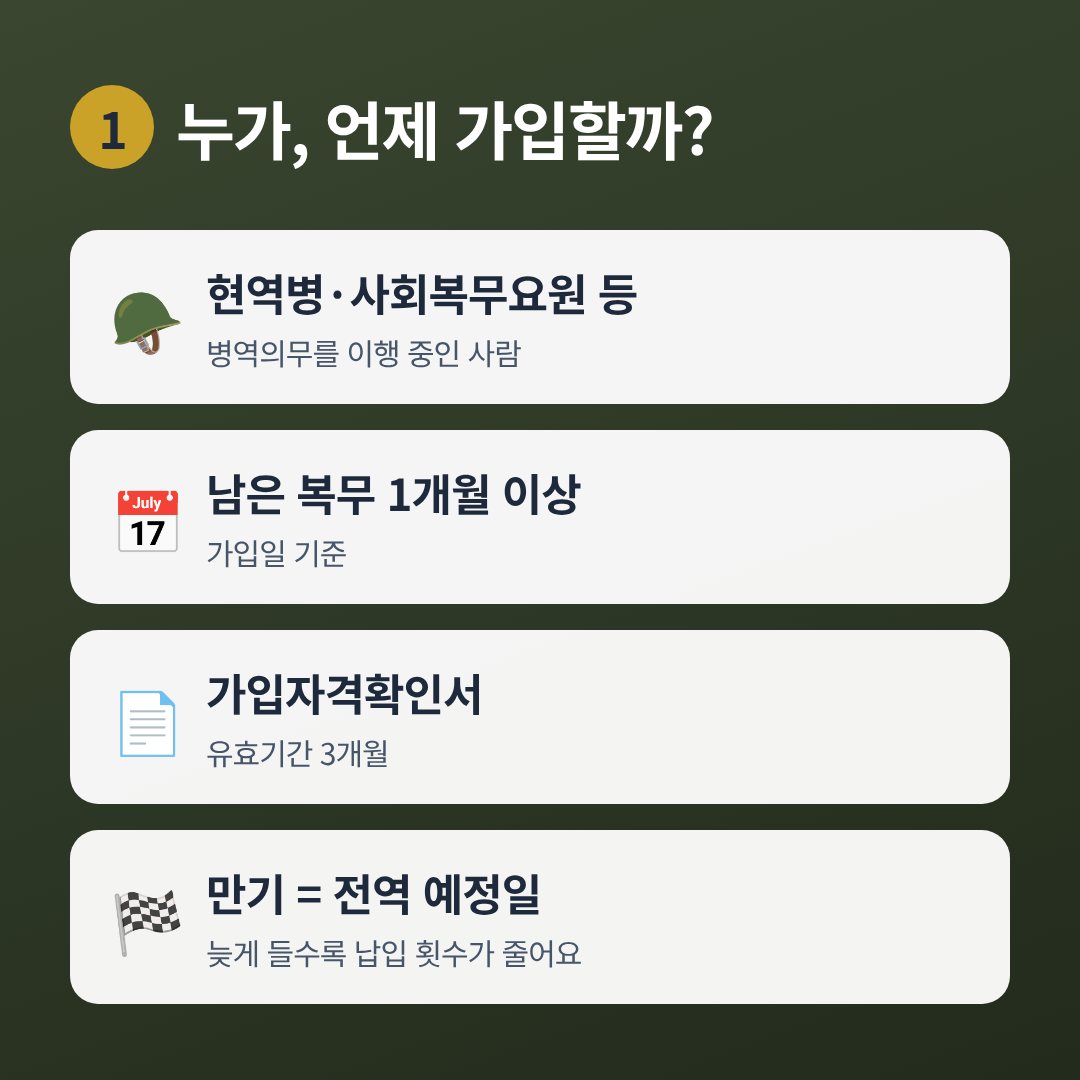 1 누가, 언제 가입할까?
현역병·사회복무요원 등
병역의무를 이행 중인 사람
July
17
남은 복무 1개월 이상
가입일 기준
가입자격확인서
유효기간 3개월
만기 = 전역 예정일
늦게 들수록 납입 횟수가 줄어요